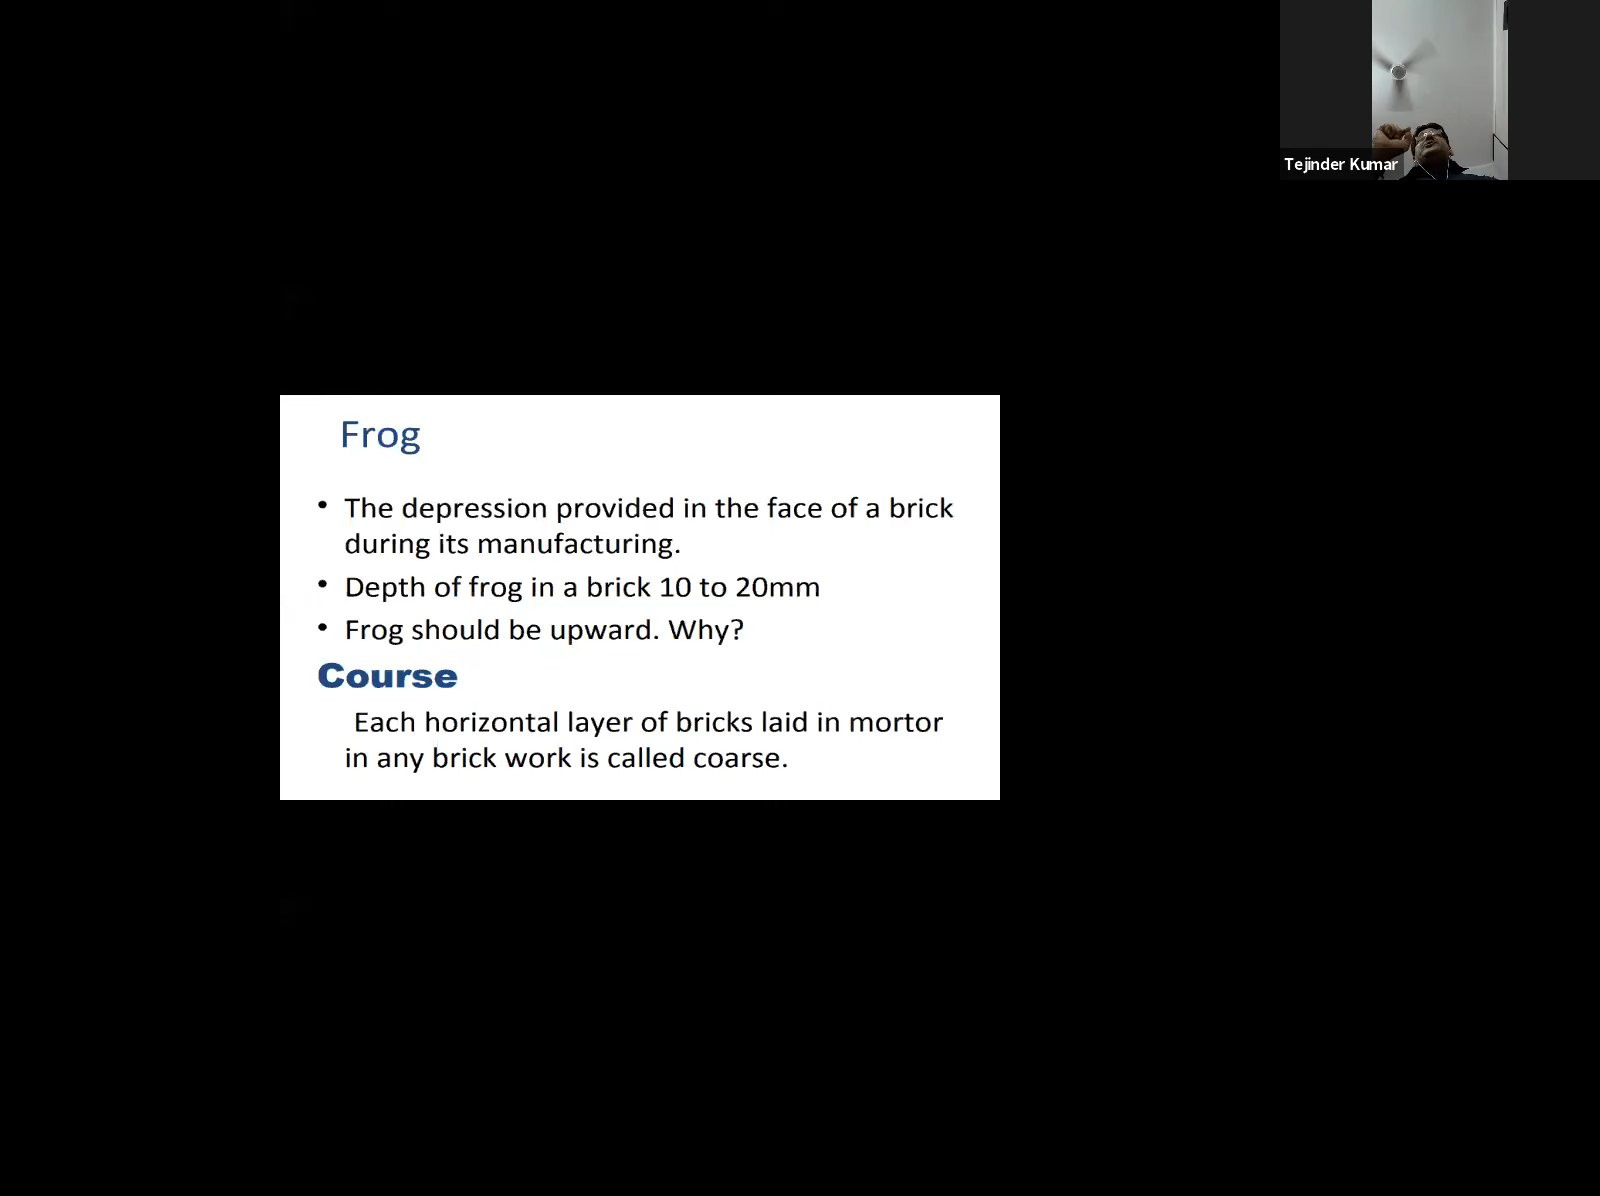 Tejinder Kumar
Frog
• The depression provided in the face of a brick
during its manufacturing.
• Depth of frog in a brick 10 to 20mm
• Frog should be upward. Why?
Course
Each horizontal layer of bricks laid in mortor
in any brick work is called coarse.